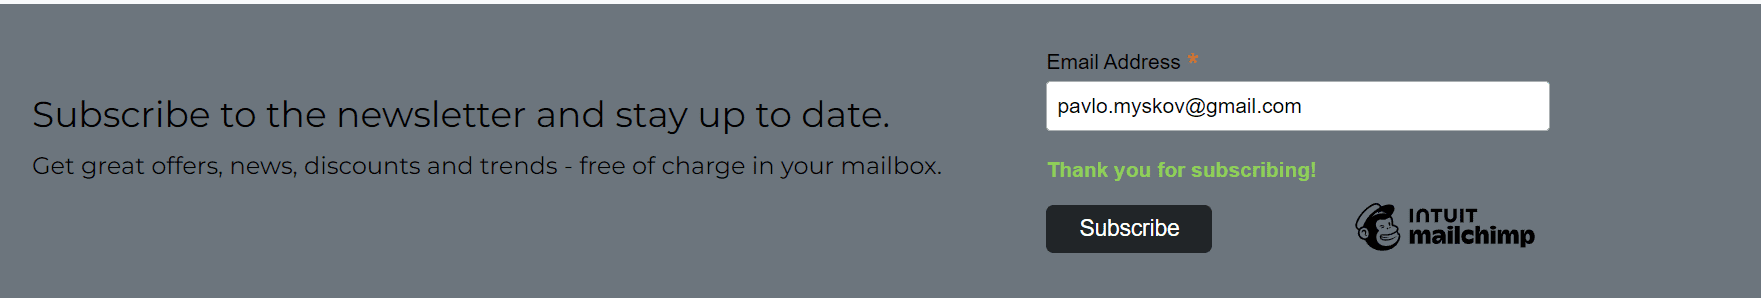 Subscribe to the newsletter and stay up to date.
Get great offers, news, discounts and trends - free of charge in your mailbox.
Email Address *
pavlo.myskov@gmail.com
Thank you for subscribing!
Subscribe
INTUIT
mailchimp